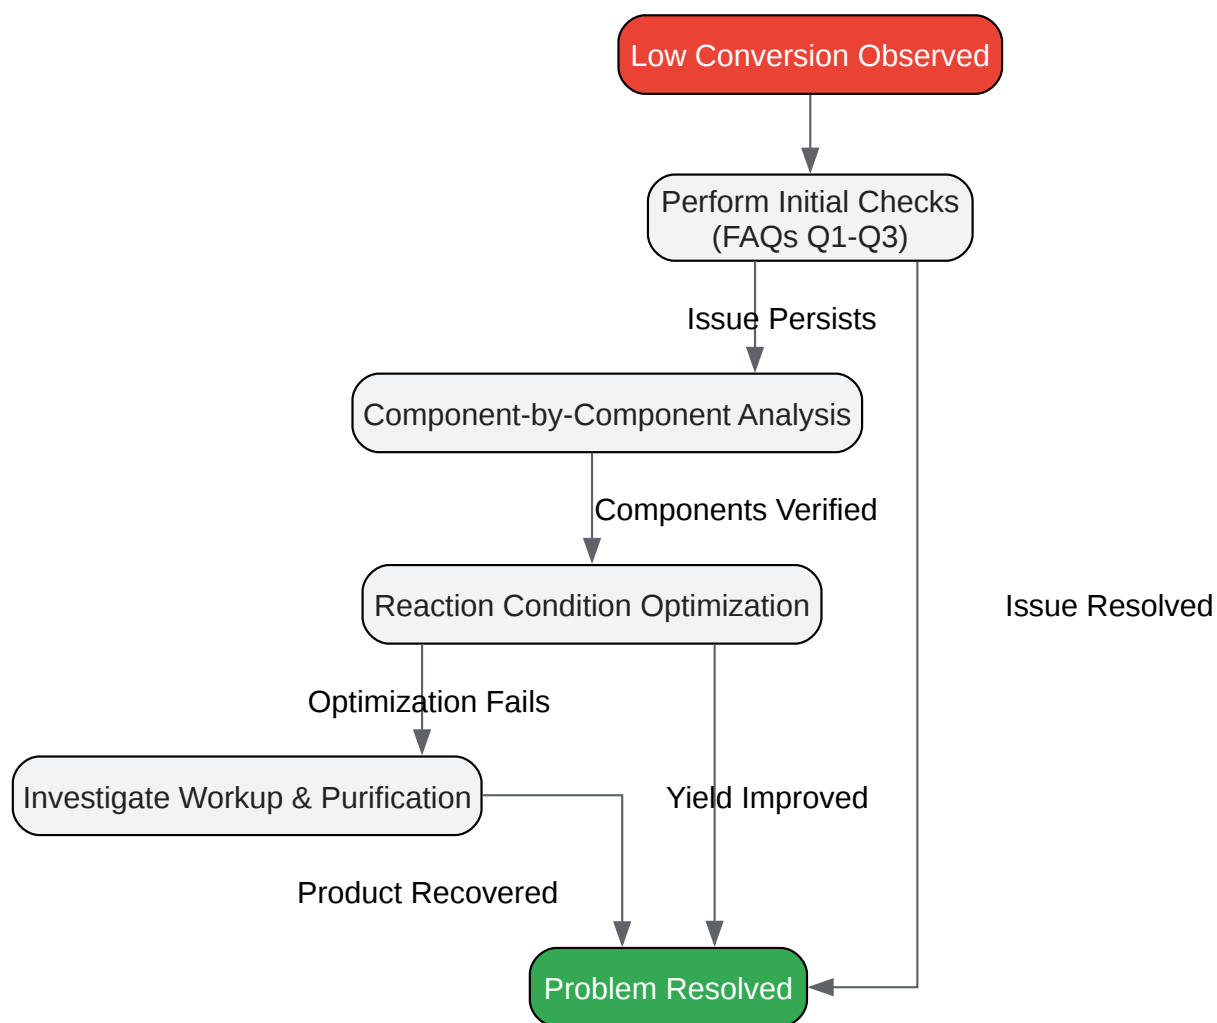 Low Conversion Observed
Perform Initial Checks
(FAQs Q1-Q3)
Issue Persists
Component-by-Component Analysis
Components Verified
Reaction Condition Optimization
Issue Resolved
Optimization Fails
Investigate Workup & Purification
Yield Improved
Product Recovered
Problem Resolved